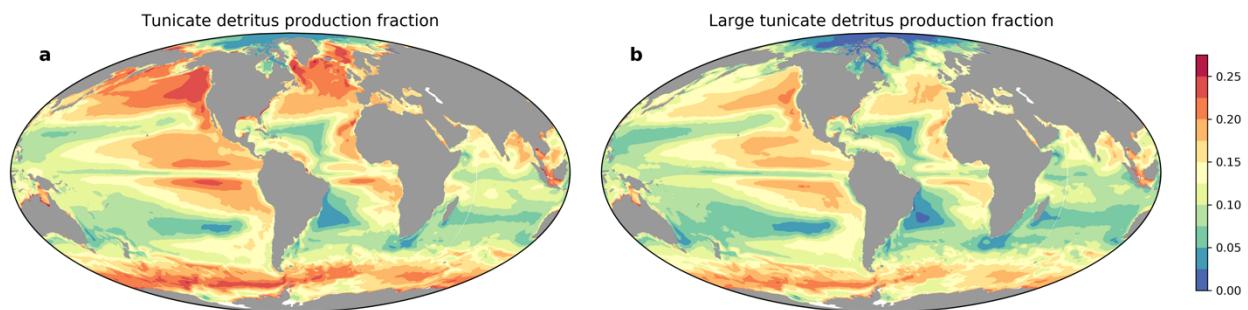 Tunicate detritus production fraction
Large tunicate detritus production fraction
a
b
0.25
0.20
0.15
0.10
0.05
0.00